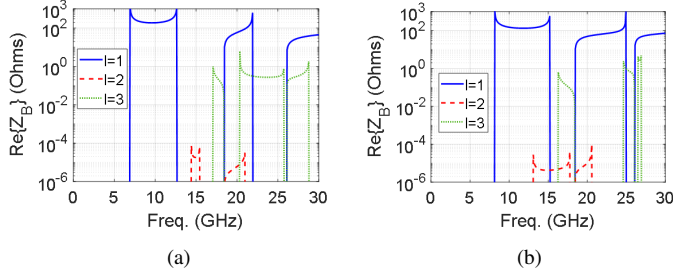 10^3
10^2
10^0
10^-2
10^-4
10^-6
Re{Z_B} (Ohms)
l=1
l=2
l=3
0 5 10 15 20 25 30
Freq. (GHz)
(a)
10^3
10^2
10^0
10^-2
10^-4
10^-6
Re{Z_B} (Ohms)
l=1
l=2
l=3
0 5 10 15 20 25 30
Freq. (GHz)
(b)